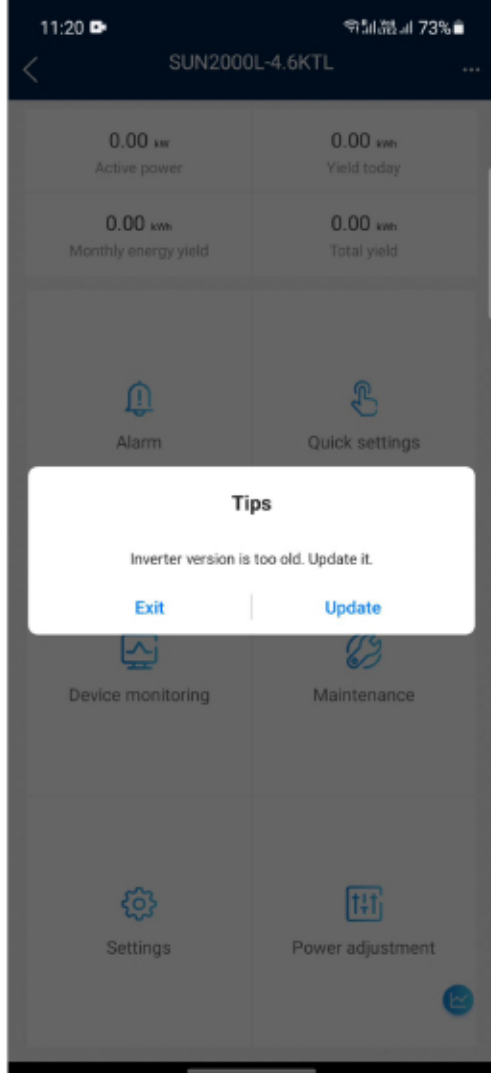 11:20
73%
SUN2000L-4.6KTL
0.00 kW
0.00 kWh
Active power
Yield today
0.00 kWh
0.00 kWh
Monthly energy yield
Total yield
Alarm
Quick settings
Tips
Inverter version is too old. Update it.
Exit
Update
Device monitoring
Maintenance
Settings
Power adjustment